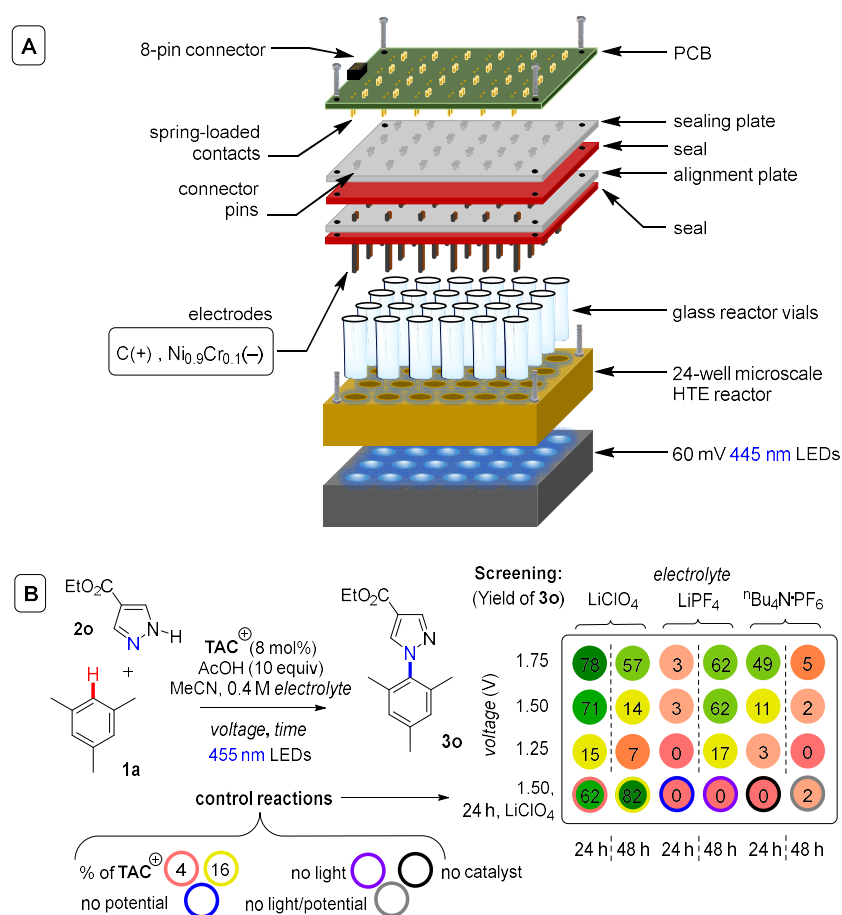 A
8-pin connector
PCB
spring-loaded
contacts
sealing plate
seal
alignment plate
connector
pins
seal
electrodes
C(+) , Ni0.9Cr0.1(–)
glass reactor vials
24-well microscale
HTE reactor
60 mV 445 nm LEDs
B
EtO2C
2o
N
N
H
+
H
1a
TAC⊕ (8 mol%)
AcOH (10 equiv)
MeCN, 0.4 M electrolyte
voltage, time
455 nm LEDs
EtO2C
N
N
3o
Screening:
(Yield of 3o)
electrolyte
LiClO4 LiPF4 nBu4N•PF6
voltage (V)
1.75 78 57 3 62 49 5
1.50 71 14 3 62 11 2
1.25 15 7 0 17 3 0
1.50,
24 h, LiClO4
62 82 0 0 0 2
24 h 48 h 24 h 48 h 24 h 48 h
control reactions
% of TAC⊕ 4 16
no potential
no light
no catalyst
no light/potential